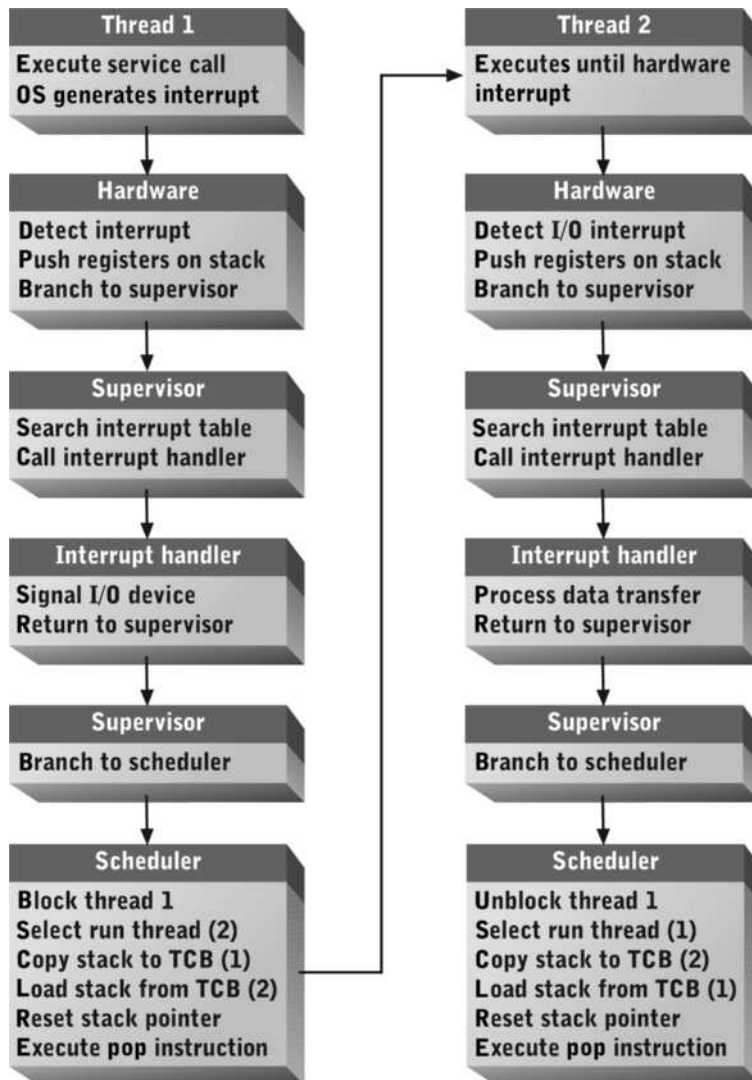 Thread 1
Execute service call
OS generates interrupt
Hardware
Detect interrupt
Push registers on stack
Branch to supervisor
Supervisor
Search interrupt table
Call interrupt handler
Interrupt handler
Signal I/O device
Return to supervisor
Supervisor
Branch to scheduler
Scheduler
Block thread 1
Select run thread (2)
Copy stack to TCB (1)
Load stack from TCB (2)
Reset stack pointer
Execute pop instruction
Thread 2
Executes until hardware
interrupt
Hardware
Detect I/O interrupt
Push registers on stack
Branch to supervisor
Supervisor
Search interrupt table
Call interrupt handler
Interrupt handler
Process data transfer
Return to supervisor
Supervisor
Branch to scheduler
Scheduler
Unblock thread 1
Select run thread (1)
Copy stack to TCB (2)
Load stack from TCB (1)
Reset stack pointer
Execute pop instruction